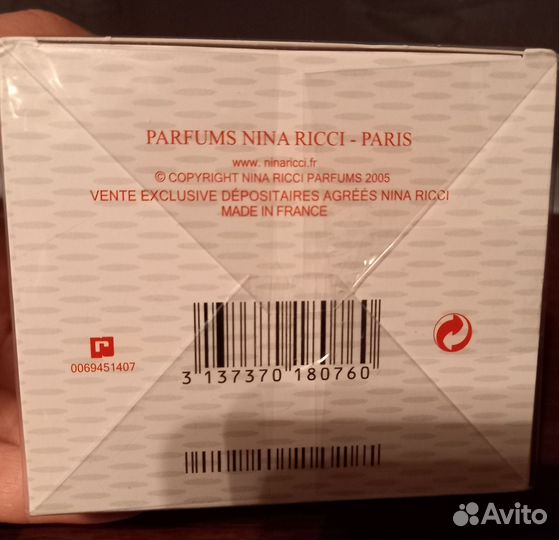 PARFUMS NINA RICCI - PARIS
www. ninaricci.fr
© COPYRIGHT NINA RICCI PARFUMS 2005
VENTE EXCLUSIVE DÉPOSITAIRES AGRÉÉS NINA RICCI
MADE IN FRANCE
0069451407
3 137370 180760
Avito